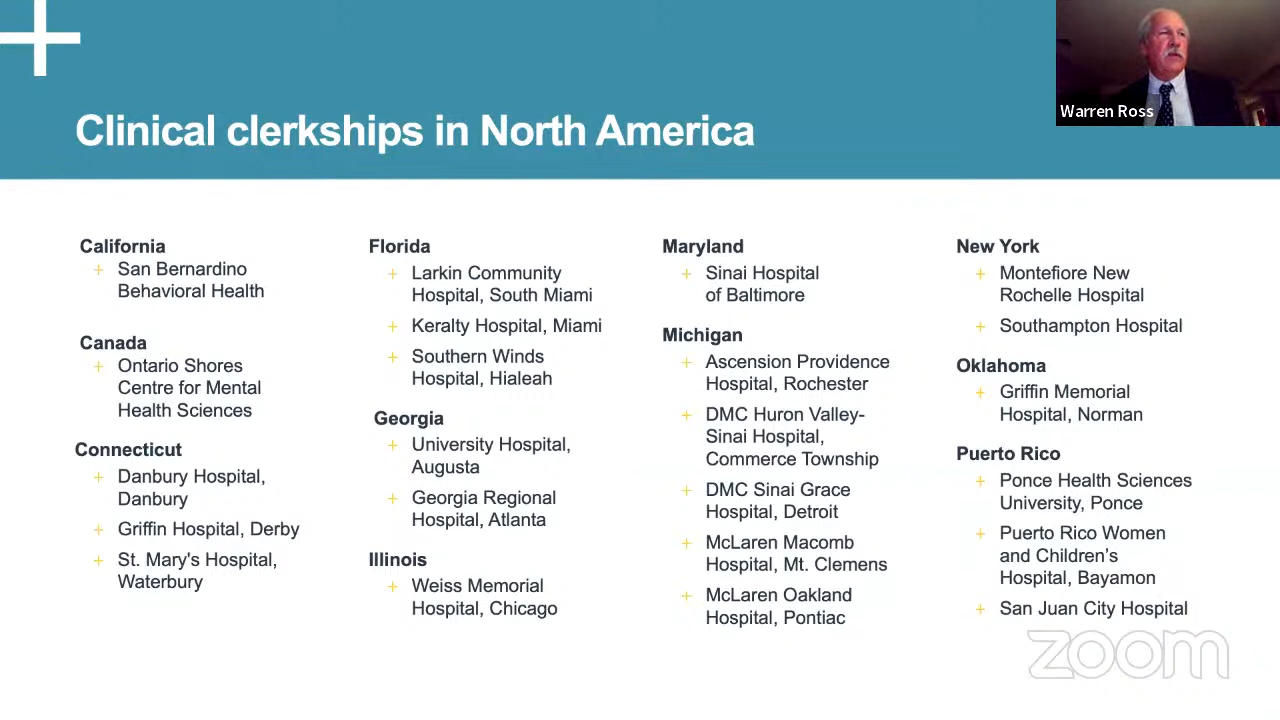 Warren Ross
Clinical clerkships in North America
California
+ San Bernardino
Behavioral Health
Canada
+ Ontario Shores
Centre for Mental
Health Sciences
Connecticut
+ Danbury Hospital,
Danbury
+ Griffin Hospital, Derby
+ St. Mary's Hospital,
Waterbury
Florida
+ Larkin Community
Hospital, South Miami
+ Keralty Hospital, Miami
+ Southern Winds
Hospital, Hialeah
Georgia
+ University Hospital,
Augusta
+ Georgia Regional
Hospital, Atlanta
Illinois
+ Weiss Memorial
Hospital, Chicago
Maryland
+ Sinai Hospital
of Baltimore
Michigan
+ Ascension Providence
Hospital, Rochester
+ DMC Huron Valley-
Sinai Hospital,
Commerce Township
+ DMC Sinai Grace
Hospital, Detroit
+ McLaren Macomb
Hospital, Mt. Clemens
+ McLaren Oakland
Hospital, Pontiac
New York
+ Montefiore New
Rochelle Hospital
+ Southampton Hospital
Oklahoma
+ Griffin Memorial
Hospital, Norman
Puerto Rico
+ Ponce Health Sciences
University, Ponce
+ Puerto Rico Women
and Children’s
Hospital, Bayamon
+ San Juan City Hospital
zoom